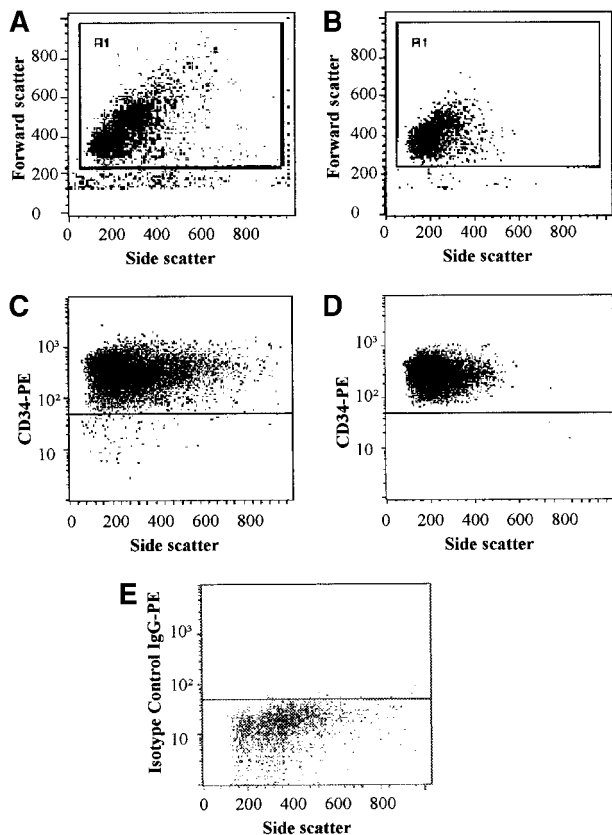 A
B
R1
R1
Forward scatter
Forward scatter
800
600
400
200
0
800
600
400
200
0
0 200 400 600 800
0 200 400 600 800
Side scatter
Side scatter
C
D
CD34-PE
CD34-PE
10³
10²
10
10³
10²
10
0 200 400 600 800
0 200 400 600 800
Side scatter
Side scatter
E
Isotype Control IgG-PE
10³
10²
10
0 200 400 600 800
Side scatter